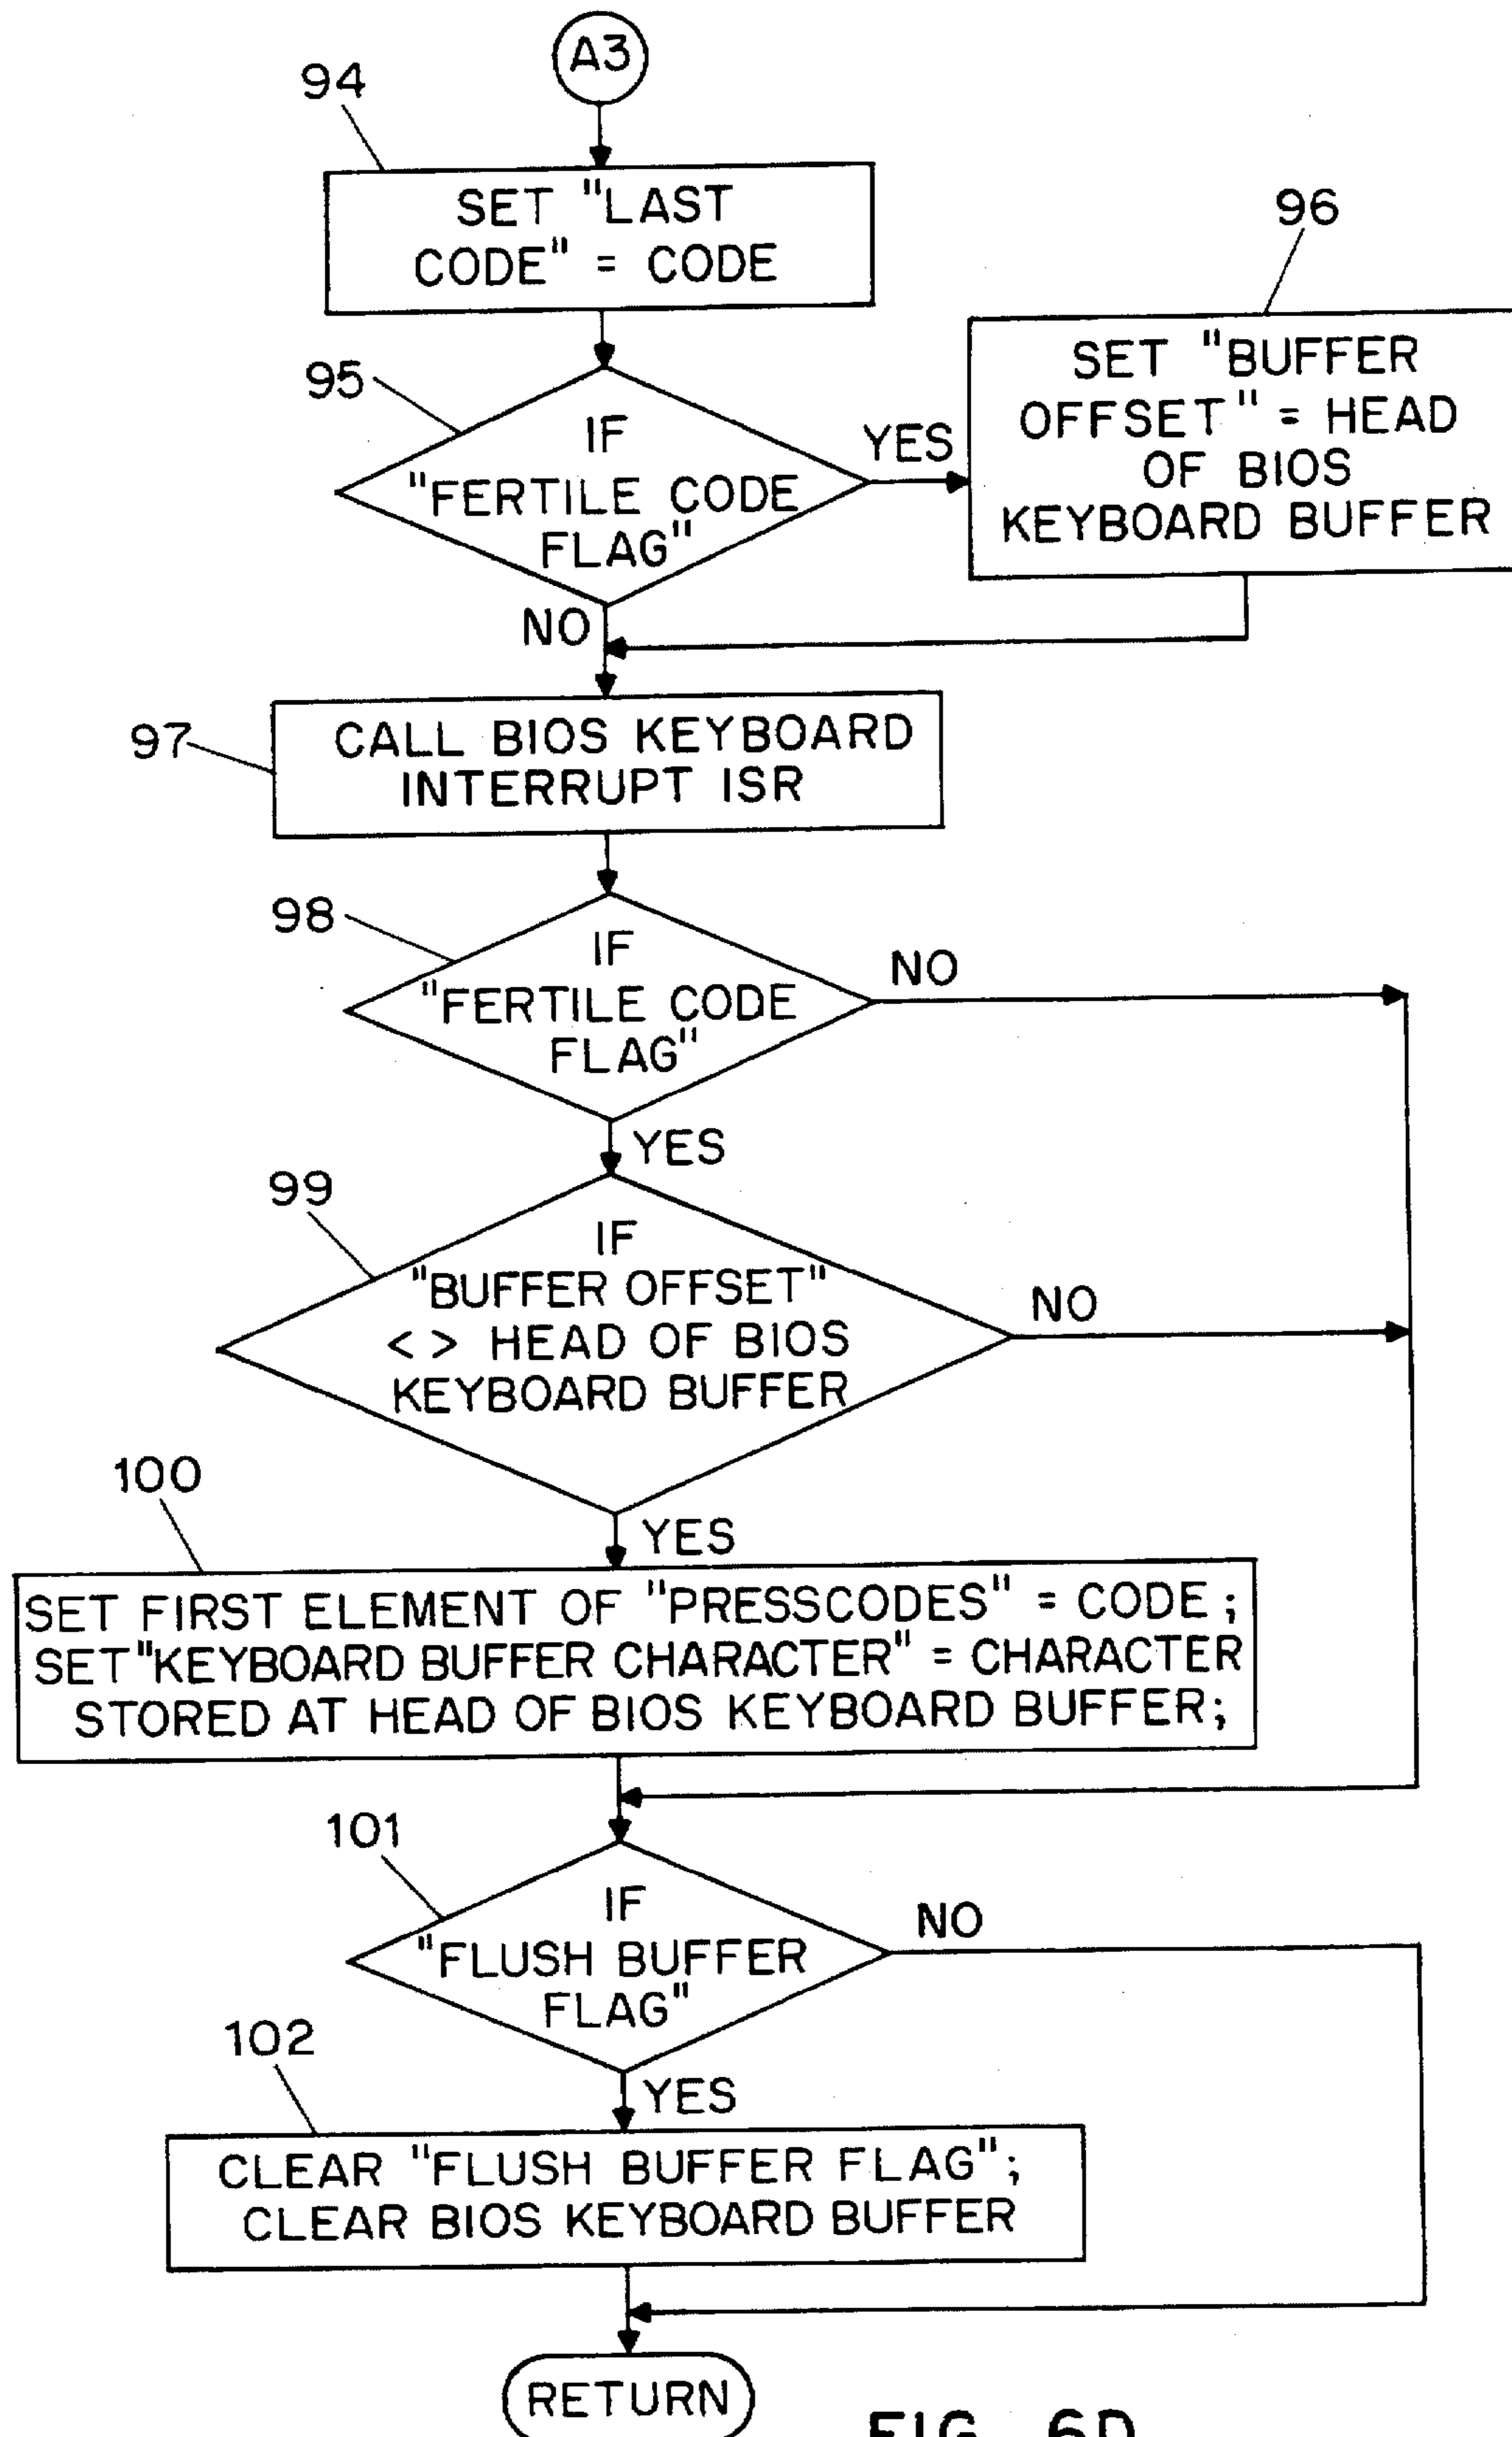 A3
94
SET "LAST
CODE" = CODE
96
SET "BUFFER
OFFSET" = HEAD
OF BIOS
KEYBOARD BUFFER
95
IF
"FERTILE CODE
FLAG"
YES
NO
97
CALL BIOS KEYBOARD
INTERRUPT ISR
98
IF
"FERTILE CODE
FLAG"
NO
YES
99
IF
"BUFFER OFFSET"
< > HEAD OF BIOS
KEYBOARD BUFFER
NO
YES
100
SET FIRST ELEMENT OF "PRESSCODES" = CODE;
SET "KEYBOARD BUFFER CHARACTER" = CHARACTER
STORED AT HEAD OF BIOS KEYBOARD BUFFER;
101
IF
"FLUSH BUFFER
FLAG"
NO
YES
102
CLEAR "FLUSH BUFFER FLAG";
CLEAR BIOS KEYBOARD BUFFER
RETURN
FIG. 6D